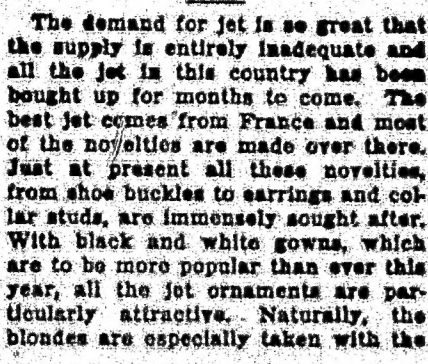 The demand for jet is so great that
the supply is entirely inadequate and
all the jet in this country has been
bought up for months to come. The
best jet comes from France and most
of the novelties are made over there.
Just at present all these novelties,
from shoe buckles to earrings and col-
lar studs, are immensely sought after.
With black and white gowns, which
are to be more popular than ever this
year, all the jet ornaments are par-
ticularly attractive. Naturally, the
blondes are especially taken with the